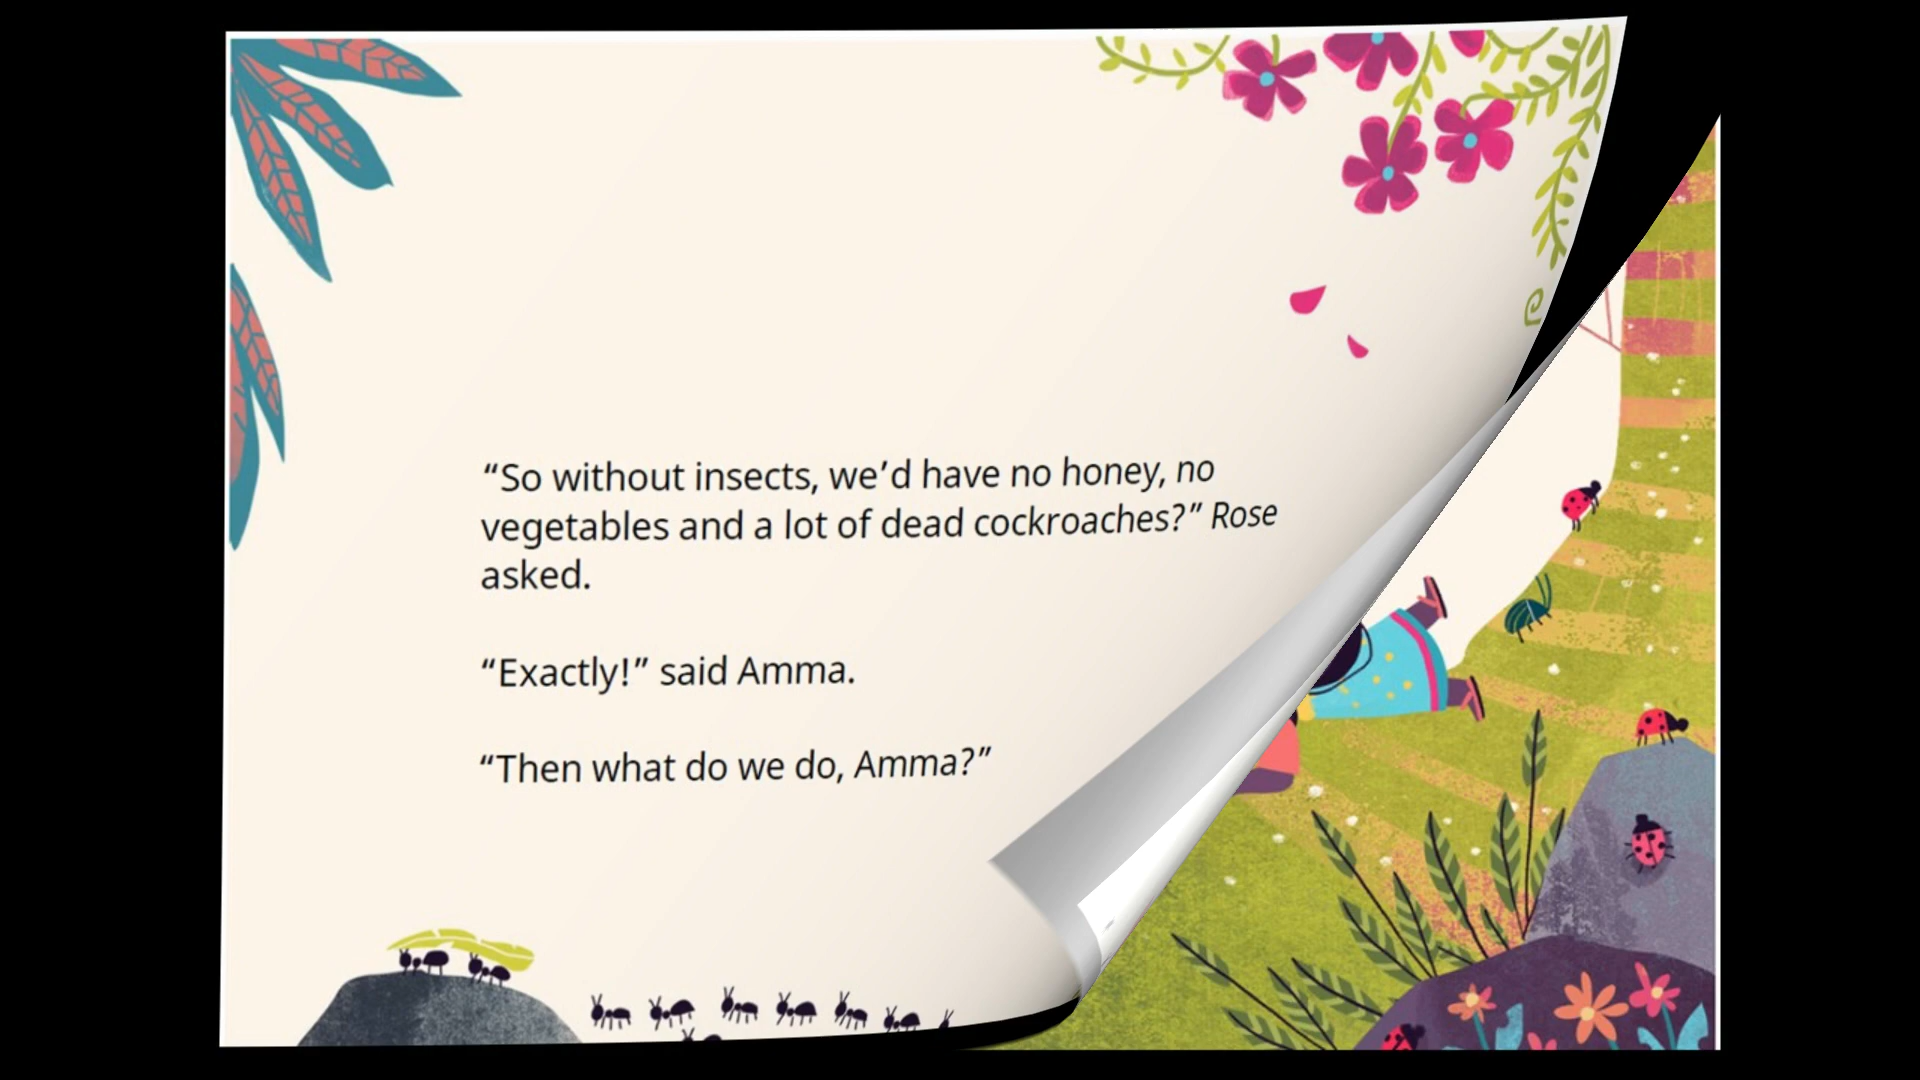 “So without insects, we’d have no honey, no
vegetables and a lot of dead cockroaches?” Rose
asked.
“Exactly!” said Amma.
“Then what do we do, Amma?”